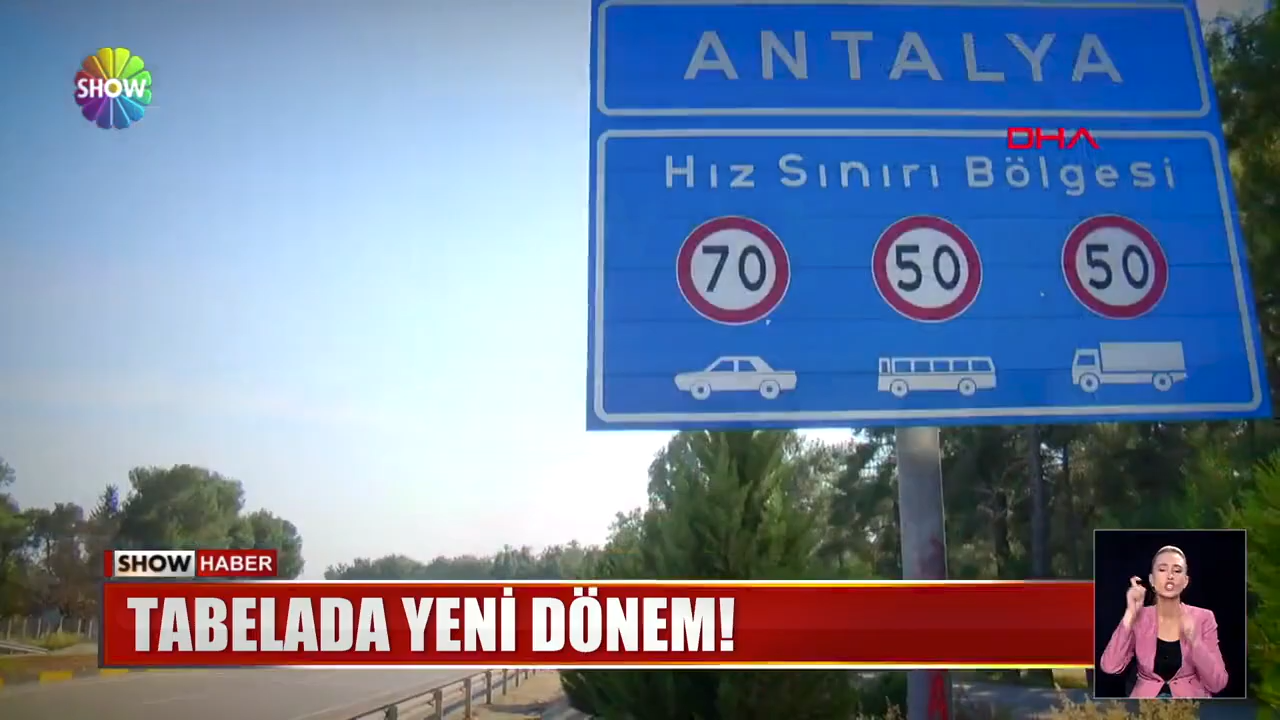 SHOW
ANTALYA
DHA
Hız Sınırı Bölgesi
70 50 50
SHOW HABER
TABELADA YENİ DÖNEM!